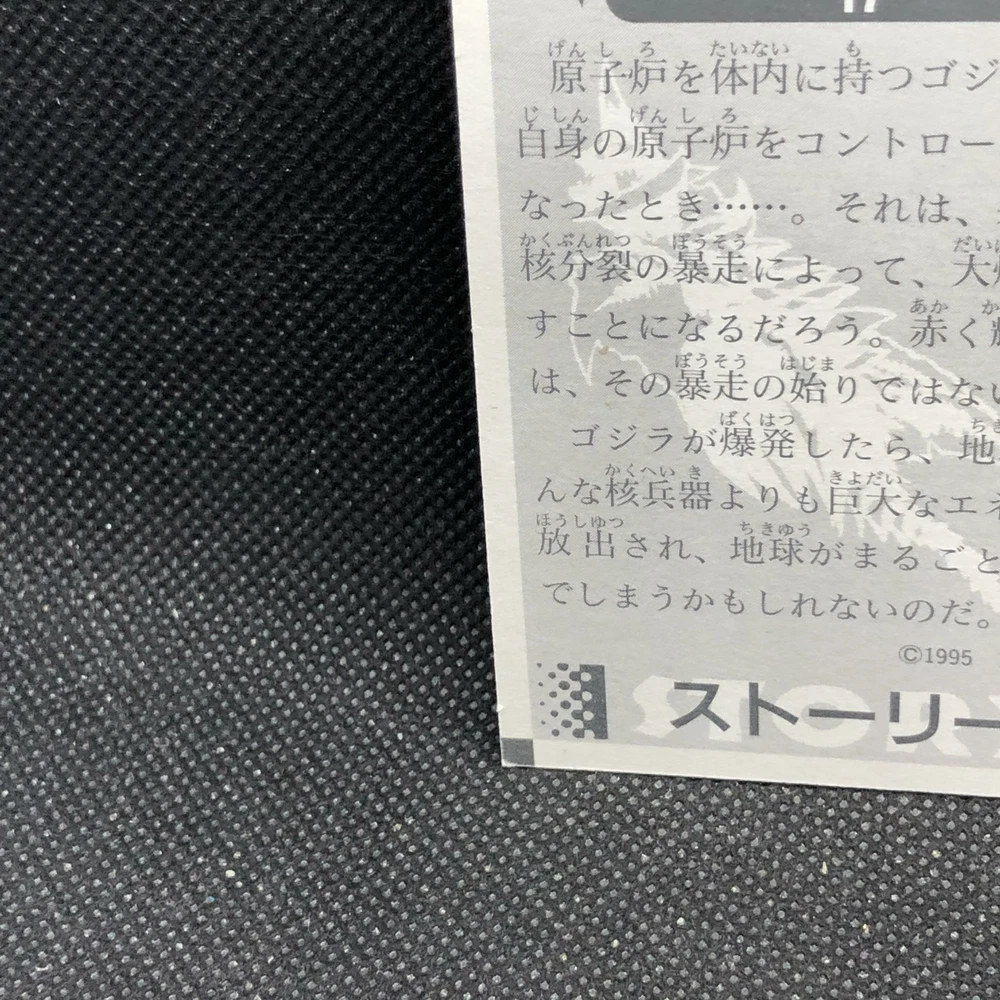 17
原子炉を体内に持つゴジ
自身の原子炉をコントロー
なったとき……。それは、
核分裂の暴走によって、大
すことになるだろう。赤く
は、その暴走の始りではない
ゴジラが爆発したら、地
んな核兵器よりも巨大なエネ
放出され、地球がまるごと
でしまうかもしれないのだ。
©1995
ストーリー